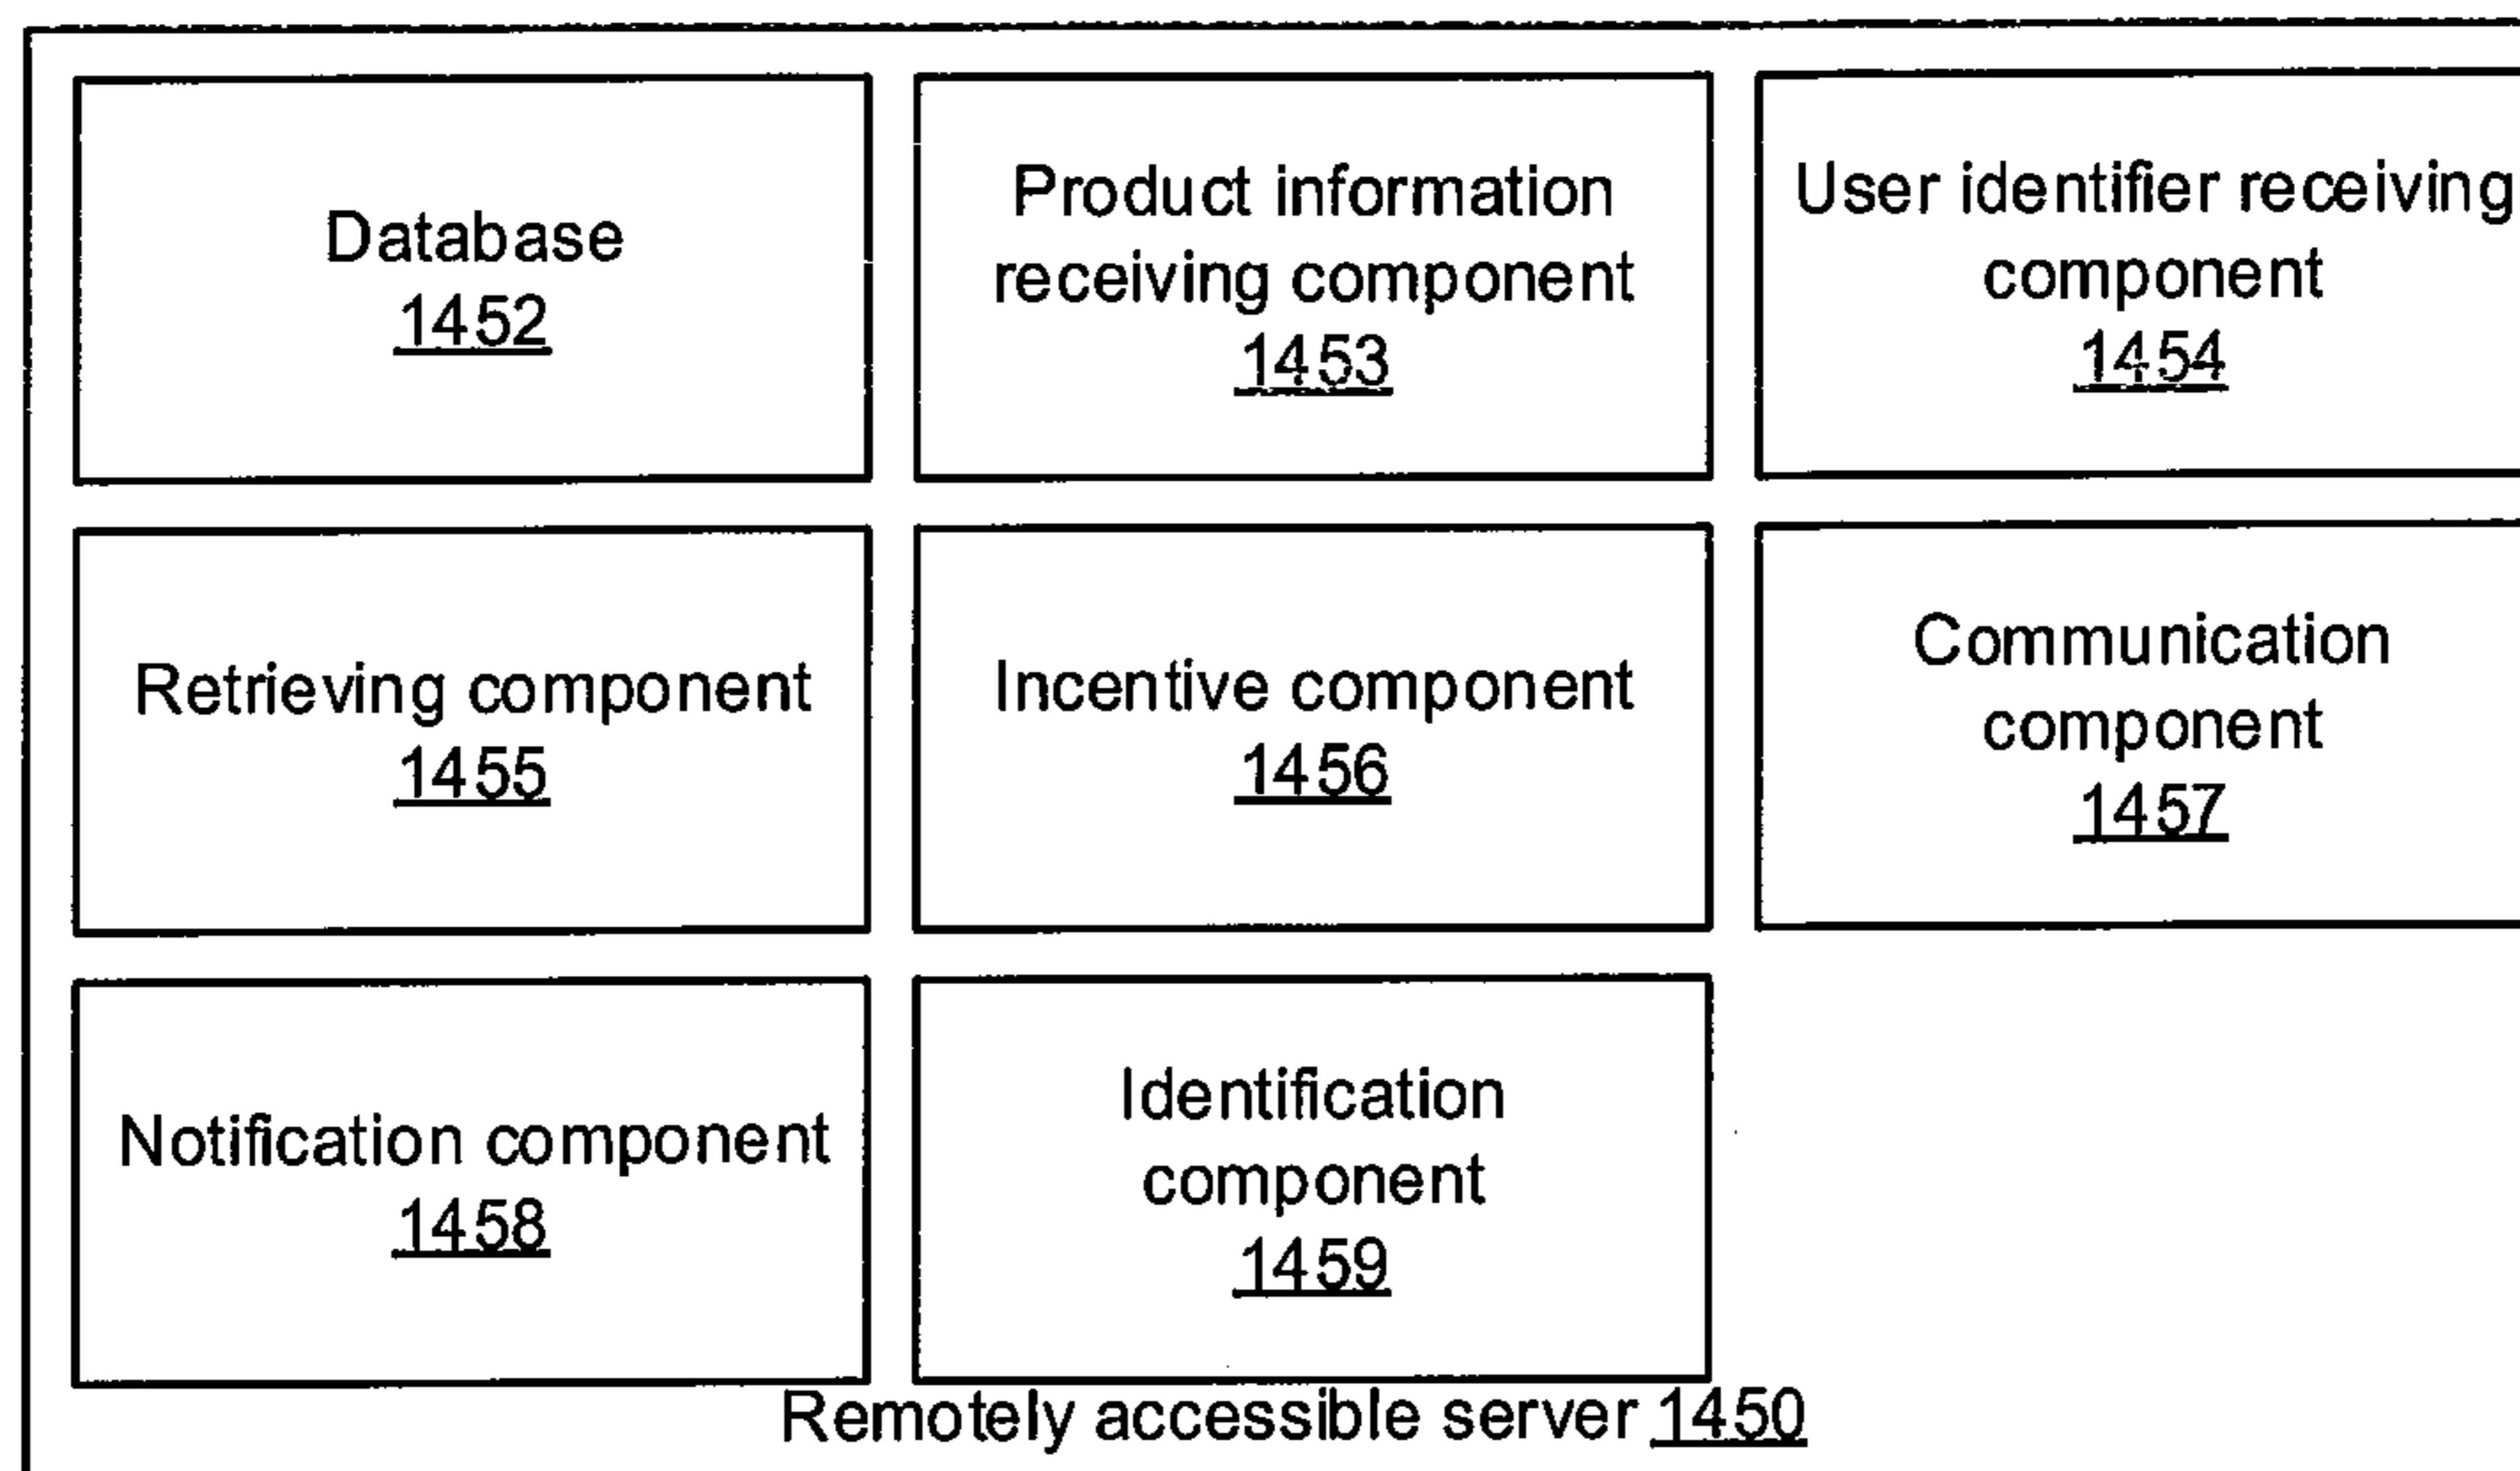 Database
1452
Product information
receiving component
1453
User identifier receiving
component
1454
Retrieving component
1455
Incentive component
1456
Communication
component
1457
Notification component
1458
Identification
component
1459
Remotely accessible server 1450